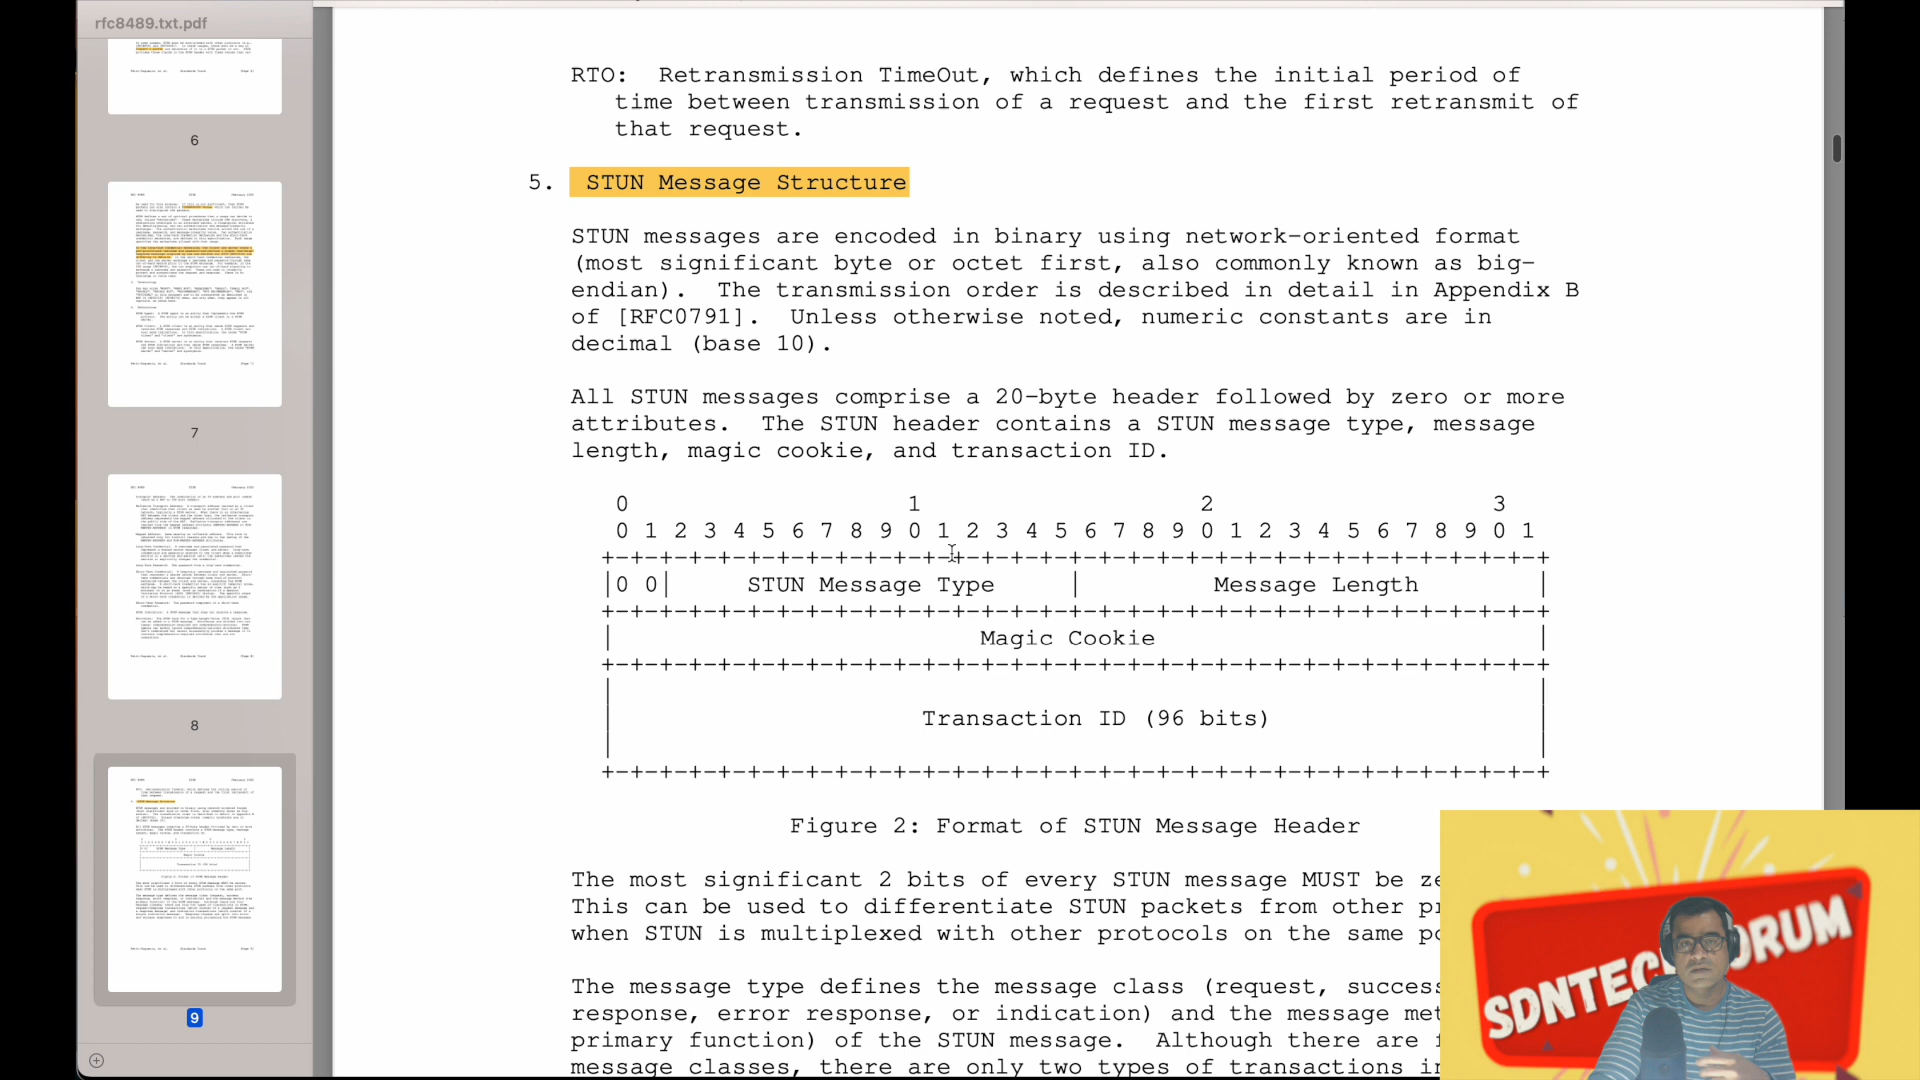 rfc8489.txt.pdf
6
7
8
9
RTO:  Retransmission TimeOut, which defines the initial period of
time between transmission of a request and the first retransmit of
that request.
5.  STUN Message Structure
STUN messages are encoded in binary using network-oriented format
(most significant byte or octet first, also commonly known as big-
endian).  The transmission order is described in detail in Appendix B
of [RFC0791].  Unless otherwise noted, numeric constants are in
decimal (base 10).
All STUN messages comprise a 20-byte header followed by zero or more
attributes.  The STUN header contains a STUN message type, message
length, magic cookie, and transaction ID.
0                   1                   2                   3
0 1 2 3 4 5 6 7 8 9 0 1 2 3 4 5 6 7 8 9 0 1 2 3 4 5 6 7 8 9 0 1
+-+-+-+-+-+-+-+-+-+-+-+-+-+-+-+-+-+-+-+-+-+-+-+-+-+-+-+-+-+-+-+-+
|0 0|     STUN Message Type     |         Message Length        |
+-+-+-+-+-+-+-+-+-+-+-+-+-+-+-+-+-+-+-+-+-+-+-+-+-+-+-+-+-+-+-+-+
|                         Magic Cookie                          |
+-+-+-+-+-+-+-+-+-+-+-+-+-+-+-+-+-+-+-+-+-+-+-+-+-+-+-+-+-+-+-+-+
|                     Transaction ID (96 bits)                  |
+-+-+-+-+-+-+-+-+-+-+-+-+-+-+-+-+-+-+-+-+-+-+-+-+-+-+-+-+-+-+-+-+
Figure 2: Format of STUN Message Header
The most significant 2 bits of every STUN message MUST be ze
This can be used to differentiate STUN packets from other p
when STUN is multiplexed with other protocols on the same po
The message type defines the message class (request, succes
response, error response, or indication) and the message met
primary function) of the STUN message.  Although there are f
message classes, there are only two types of transactions in
SDNTEC ORUM